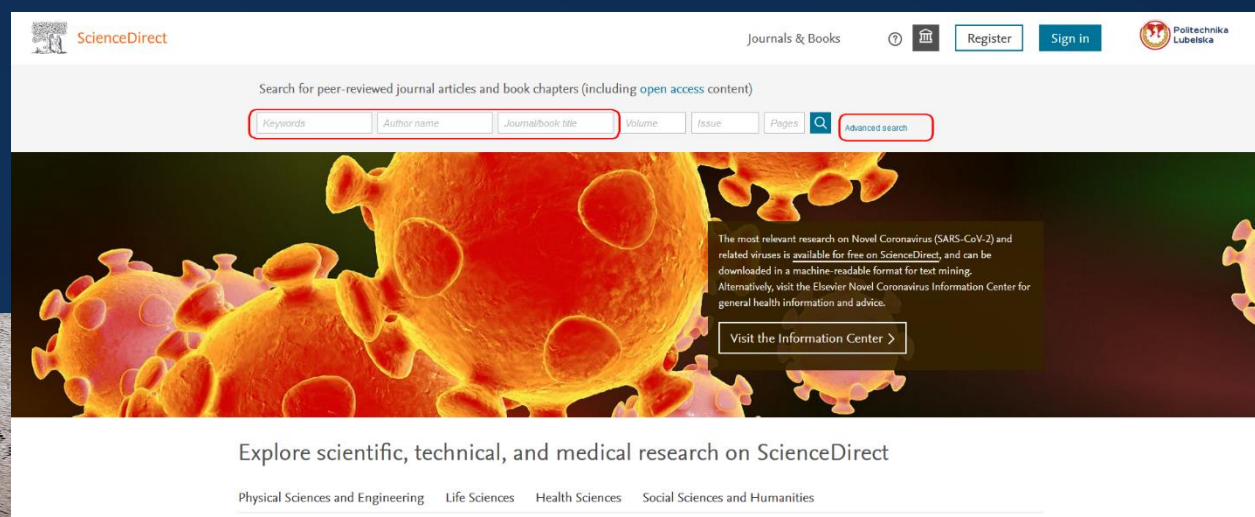 ScienceDirect
Journals & Books
?
Register
Sign in
Politechnika
Lubelska
Search for peer-reviewed journal articles and book chapters (including open access content)
Keywords
Author name
Journal/book title
Volume
Issue
Pages
Advanced search
The most relevant research on Novel Coronavirus (SARS-CoV-2) and
related viruses is available for free on ScienceDirect, and can be
downloaded in a machine-readable format for text mining.
Alternatively, visit the Elsevier Novel Coronavirus Information Center for
general health information and advice.
Visit the Information Center >
Explore scientific, technical, and medical research on ScienceDirect
Physical Sciences and Engineering
Life Sciences
Health Sciences
Social Sciences and Humanities